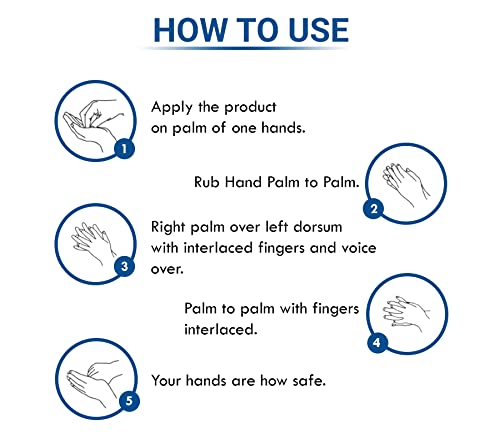 HOW TO USE
Apply the product
on palm of one hands.
1
Rub Hand Palm to Palm.
2
Right palm over left dorsum
with interlaced fingers and voice
over.
3
Palm to palm with fingers
interlaced.
4
Your hands are how safe.
5